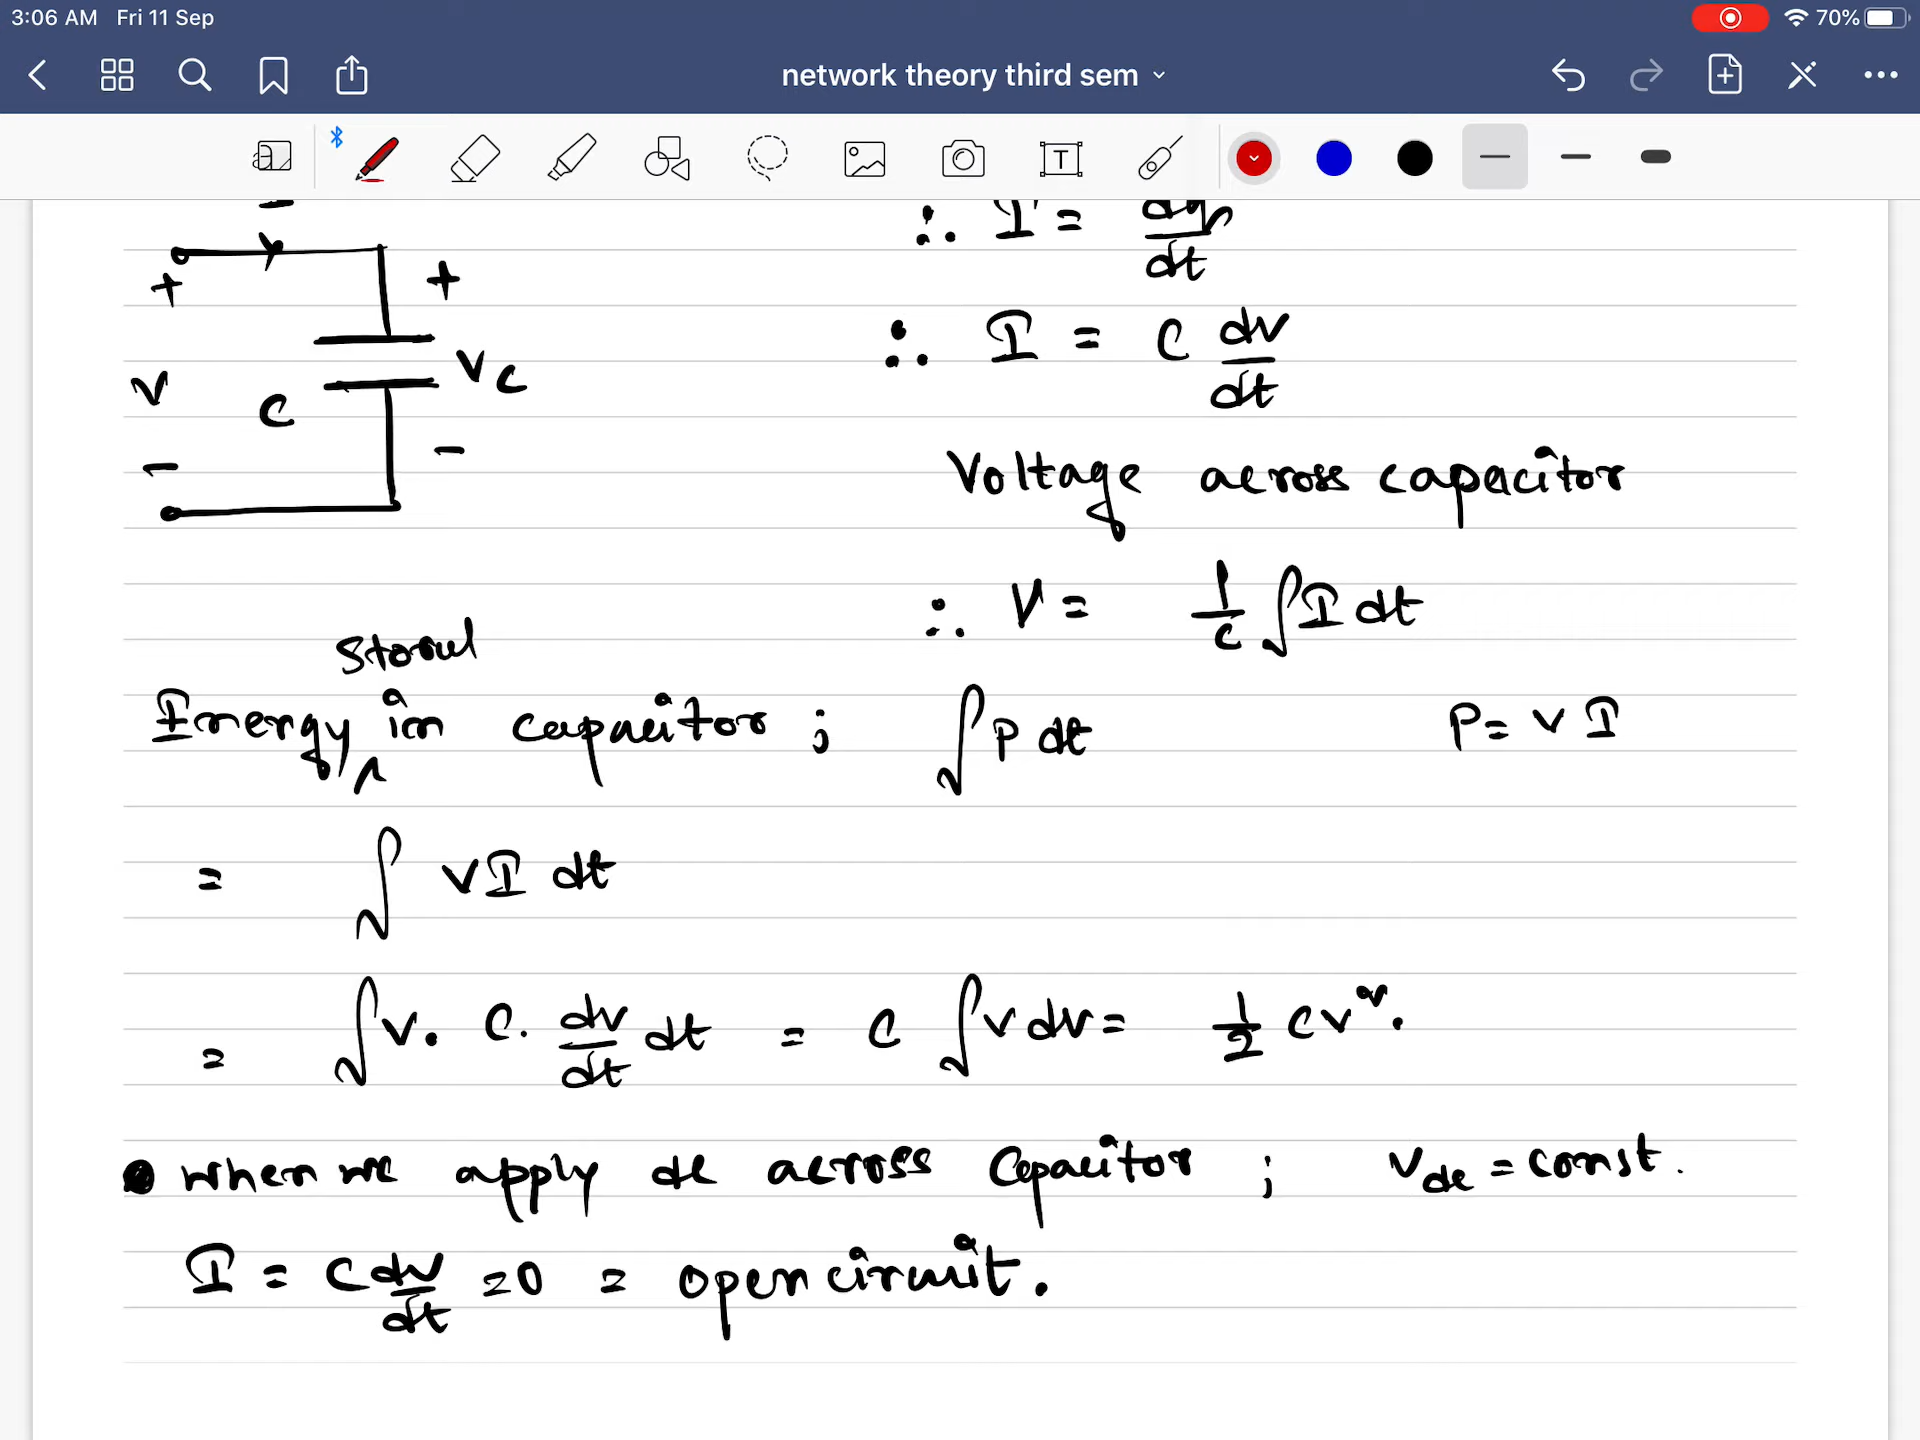 3:06 AM Fri 11 Sep 70%
network theory third sem
I
∴ I = dq/dt
+ +
∴ I = C dv/dt
V C Vc
- -
Voltage across capacitor
∴ V = 1/C ∫ I dt
Stored
Energy ^ in capacitor ; ∫ P dt P = V I
= ∫ V I dt
= ∫ V. C. dv/dt dt = C ∫ V dv = 1/2 C V².
• when we apply dc across capacitor ; Vdc = const.
I = C dv/dt = 0 = open circuit.